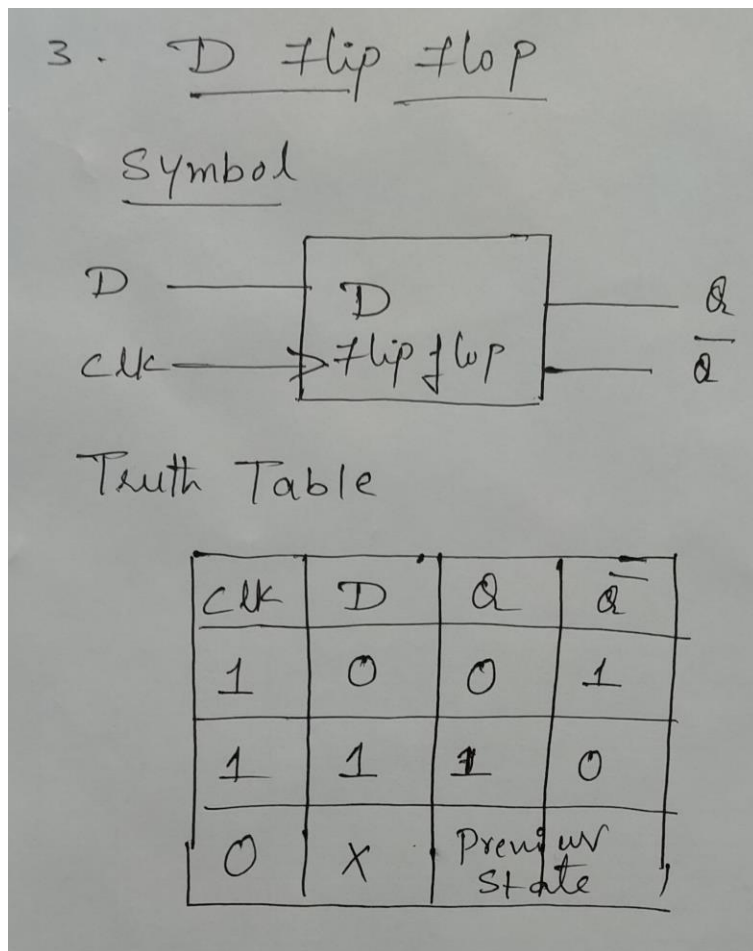 3. D Flip Flop
Symbol
D D Q
Clk Flip flop Q̅
Truth Table
Clk D Q Q̅
1 0 0 1
1 1 1 0
0 X Previous
State